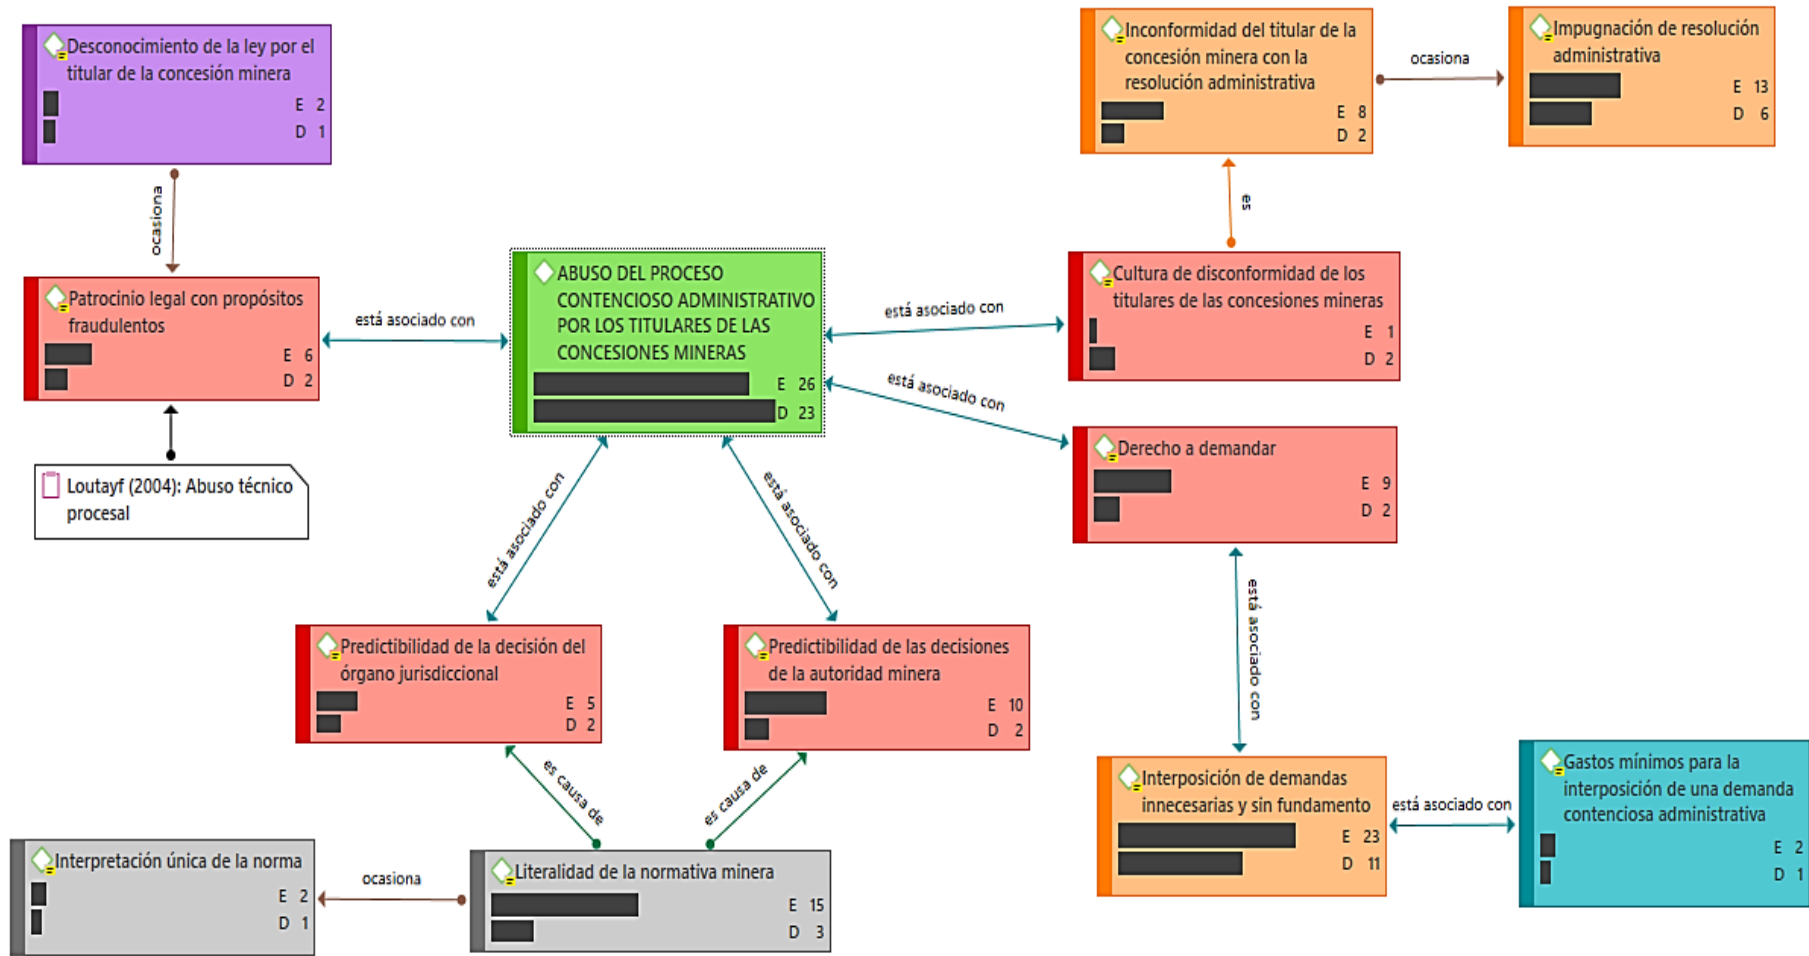 Desconocimiento de la ley por el
titular de la concesión minera
E 2
D 1
ocasiona
Patrocinio legal con propósitos
fraudulentos
E 6
D 2
Loutayf (2004): Abuso técnico
procesal
está asociado con
ABUSO DEL PROCESO
CONTENCIOSO ADMINISTRATIVO
POR LOS TITULARES DE LAS
CONCESIONES MINERAS
E 26
D 23
Inconformidad del titular de la
concesión minera con la
resolución administrativa
E 8
D 2
ocasiona
Impugnación de resolución
administrativa
E 13
D 6
es
está asociado con
Cultura de disconformidad de los
titulares de las concesiones mineras
E 1
D 2
está asociado con
Derecho a demandar
E 9
D 2
está asociado con
está asociado con
está asociado con
Predictibilidad de la decisión del
órgano jurisdiccional
E 5
D 2
Predictibilidad de las decisiones
de la autoridad minera
E 10
D 2
es causa de
es causa de
Interpretación única de la norma
E 2
D 1
ocasiona
Literalidad de la normativa minera
E 15
D 3
Interposición de demandas
innecesarias y sin fundamento
E 23
D 11
está asociado con
Gastos mínimos para la
interposición de una demanda
contenciosa administrativa
E 2
D 1